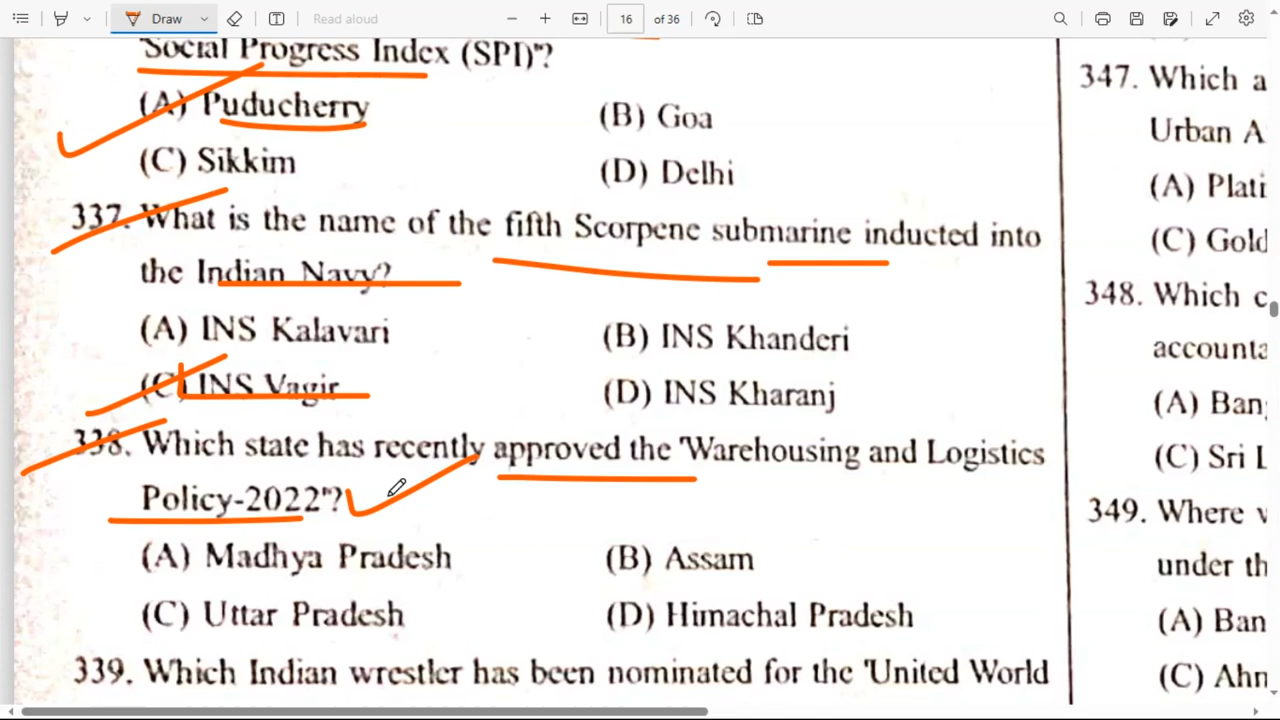 Draw
Read aloud
16 of 36
'Social Progress Index (SPI)"?
(A) Puducherry
(B) Goa
(C) Sikkim
(D) Delhi
337. What is the name of the fifth Scorpene submarine inducted into
the Indian Navy?
(A) INS Kalavari
(B) INS Khanderi
(C) INS Vagir
(D) INS Kharanj
338. Which state has recently approved the 'Warehousing and Logistics
Policy-2022"?
(A) Madhya Pradesh
(B) Assam
(C) Uttar Pradesh
(D) Himachal Pradesh
339. Which Indian wrestler has been nominated for the 'United World
347. Which a
Urban A
(A) Plati
(C) Gold
348. Which c
accounta
(A) Ban
(C) Sri L
349. Where
under th
(A) Ban
(C) Ahn